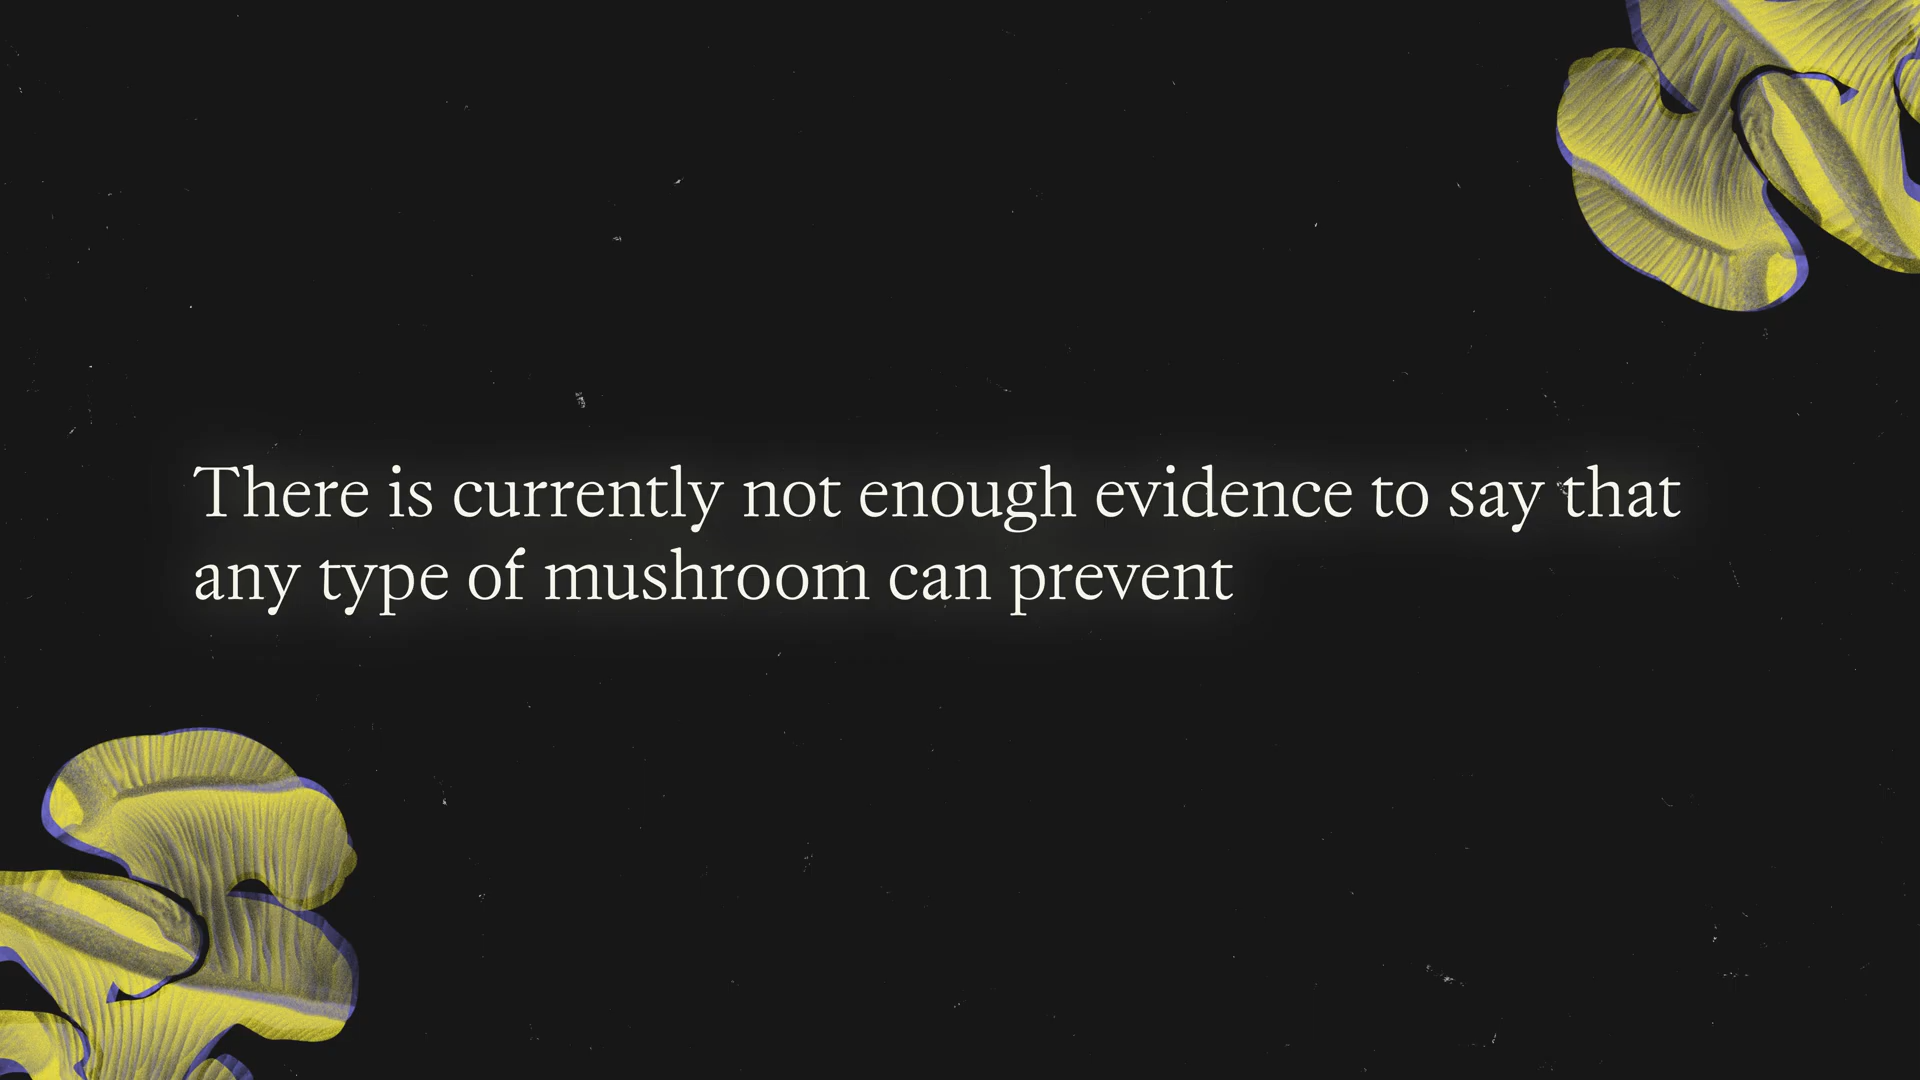 There is currently not enough evidence to say that
any type of mushroom can prevent